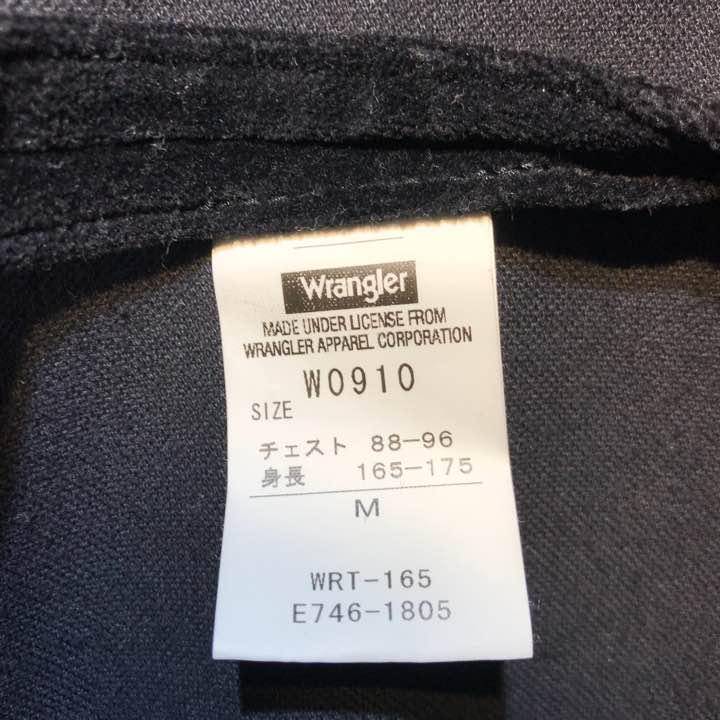 Wrangler
MADE UNDER LICENSE FROM
WRANGLER APPAREL CORPORATION
W0910
SIZE
チェスト 88-96
身長 165-175
M
WRT-165
E746-1805